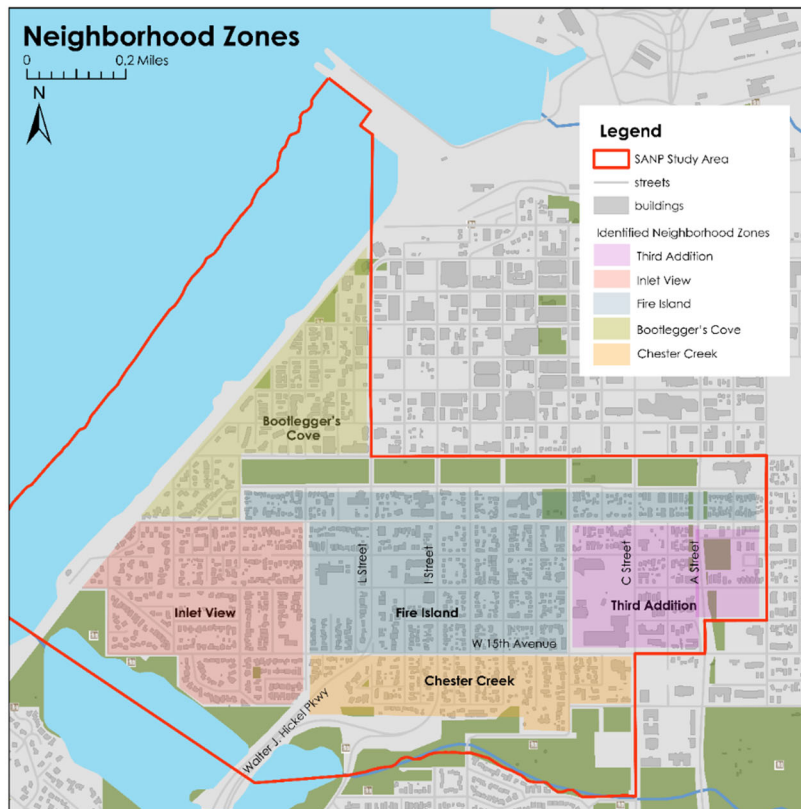 Neighborhood Zones
0 0.2 Miles
N
Legend
SANP Study Area
streets
buildings
Identified Neighborhood Zones
Third Addition
Inlet View
Fire Island
Bootlegger's Cove
Chester Creek
Bootlegger's
Cove
L Street
I Street
C Street
A Street
Inlet View
Fire Island
Third Addition
W 15th Avenue
Chester Creek
Walter J. Hickel Pkwy